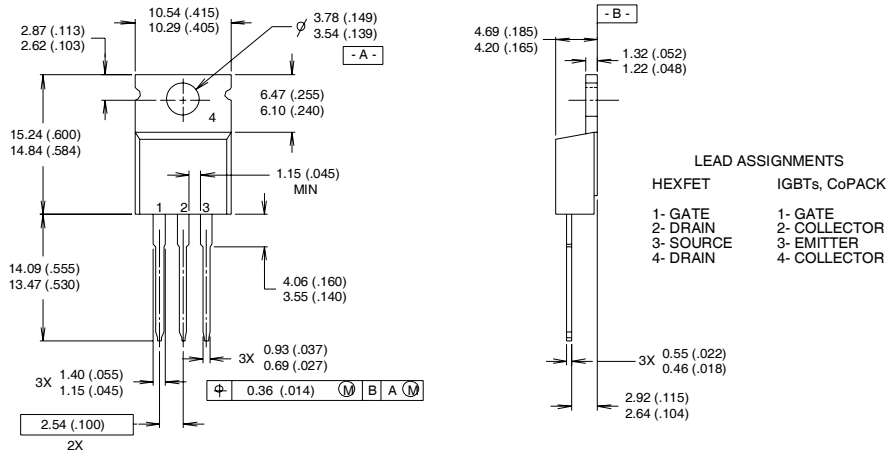 10.54 (.415)
10.29 (.405)
2.87 (.113)
2.62 (.103)
ø 3.78 (.149)
3.54 (.139)
- A -
6.47 (.255)
6.10 (.240)
4
15.24 (.600)
14.84 (.584)
1.15 (.045)
MIN
1 2 3
14.09 (.555)
13.47 (.530)
4.06 (.160)
3.55 (.140)
3X 0.93 (.037)
0.69 (.027)
3X 1.40 (.055)
1.15 (.045)
⌖ 0.36 (.014) Ⓜ B A Ⓜ
2.54 (.100)
2X
- B -
4.69 (.185)
4.20 (.165)
1.32 (.052)
1.22 (.048)
LEAD ASSIGNMENTS
HEXFET IGBTs, CoPACK
1- GATE 1- GATE
2- DRAIN 2- COLLECTOR
3- SOURCE 3- EMITTER
4- DRAIN 4- COLLECTOR
3X 0.55 (.022)
0.46 (.018)
2.92 (.115)
2.64 (.104)